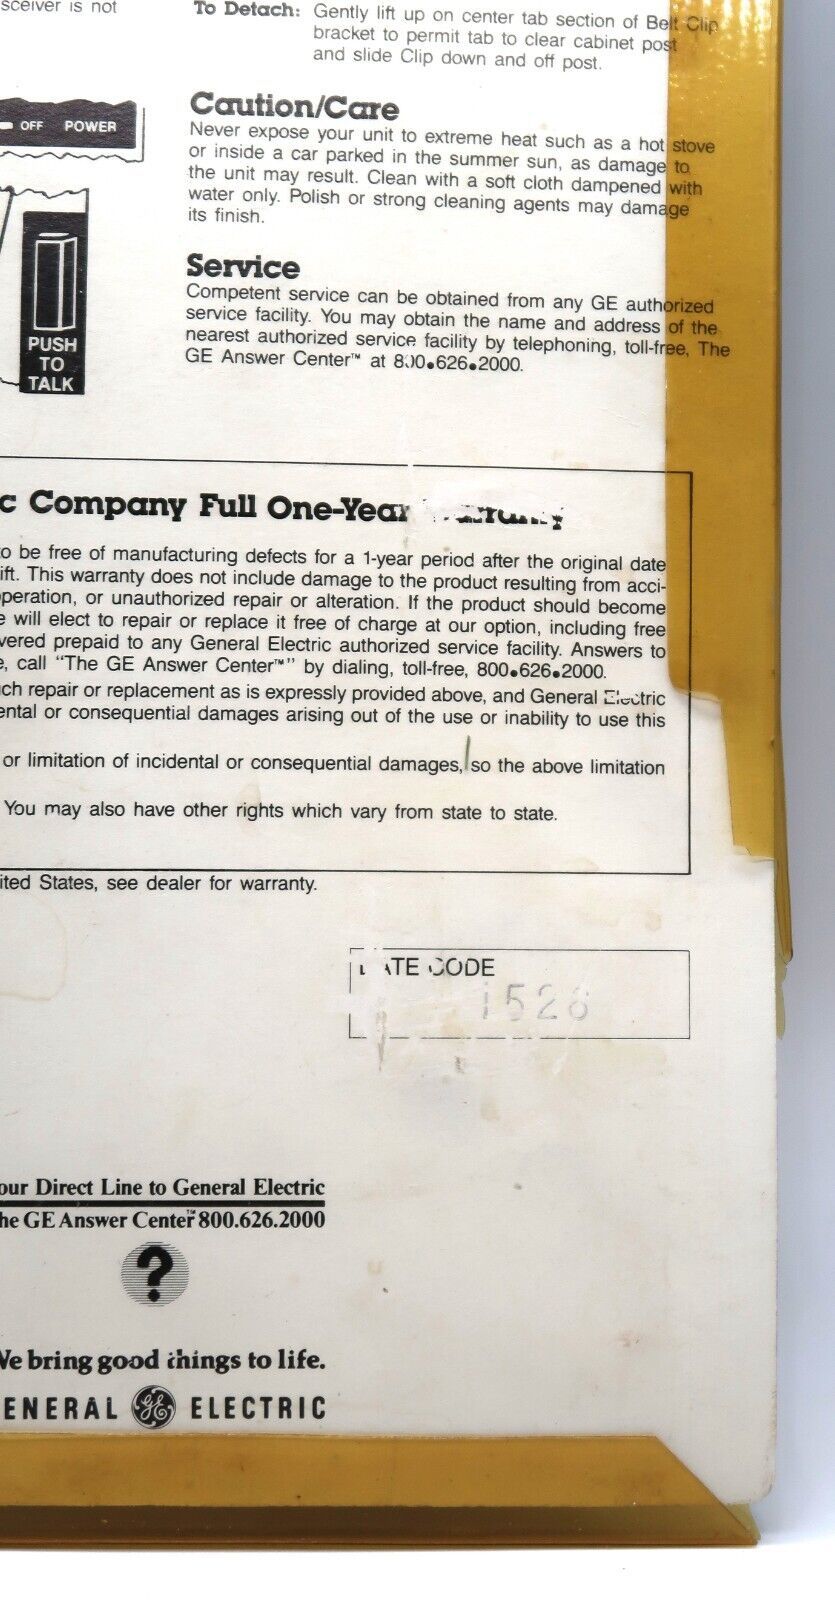 sceiver is not
To Detach: Gently lift up on center tab section of Belt Clip
bracket to permit tab to clear cabinet post
and slide Clip down and off post.
OFF POWER
Caution/Care
Never expose your unit to extreme heat such as a hot stove
or inside a car parked in the summer sun, as damage to
the unit may result. Clean with a soft cloth dampened with
water only. Polish or strong cleaning agents may damage
its finish.
PUSH
TO
TALK
Service
Competent service can be obtained from any GE authorized
service facility. You may obtain the name and address of the
nearest authorized service facility by telephoning, toll-free, The
GE Answer Center™ at 800•626•2000.
c Company Full One-Year Warranty
o be free of manufacturing defects for a 1-year period after the original date
ift. This warranty does not include damage to the product resulting from acci-
peration, or unauthorized repair or alteration. If the product should become
e will elect to repair or replace it free of charge at our option, including free
vered prepaid to any General Electric authorized service facility. Answers to
e, call "The GE Answer Center™" by dialing, toll-free, 800•626•2000.
ch repair or replacement as is expressly provided above, and General Electric
ental or consequential damages arising out of the use or inability to use this
or limitation of incidental or consequential damages, so the above limitation
You may also have other rights which vary from state to state.
ited States, see dealer for warranty.
DATE CODE
1526
our Direct Line to General Electric
he GE Answer Center™ 800.626.2000
?
We bring good things to life.
ENERAL GE ELECTRIC